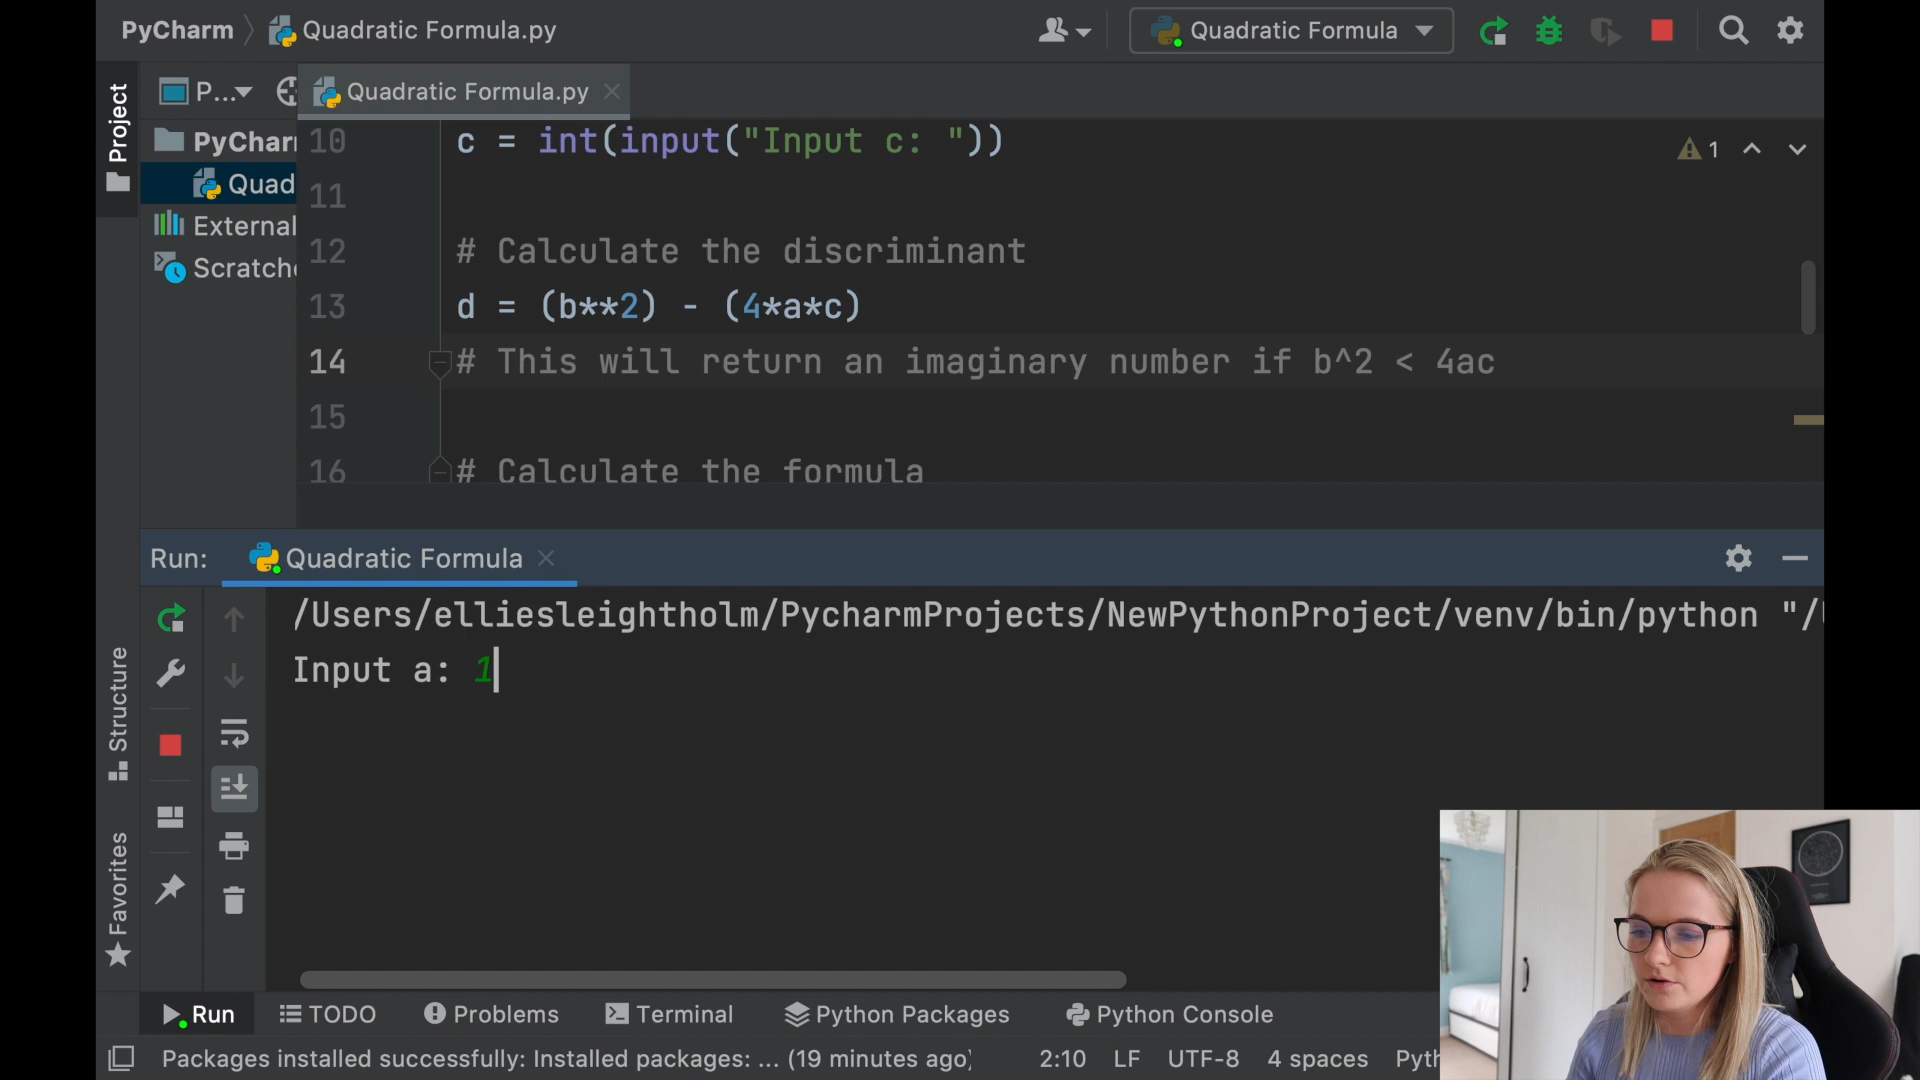 PyCharm
Quadratic Formula.py
Quadratic Formula
P...
Quadratic Formula.py
Project
PyChar
Quad
External
Scratche
10 c = int(input("Input c: "))
1
11
12 # Calculate the discriminant
13 d = (b**2) - (4*a*c)
14 # This will return an imaginary number if b^2 < 4ac
15
16 # Calculate the formula
Run:
Quadratic Formula
/Users/elliesleightholm/PycharmProjects/NewPythonProject/venv/bin/python "/
Input a: 1
Structure
Favorites
Run
TODO
Problems
Terminal
Python Packages
Python Console
Packages installed successfully: Installed packages: ... (19 minutes ago)
2:10
LF
UTF-8
4 spaces
Pyth